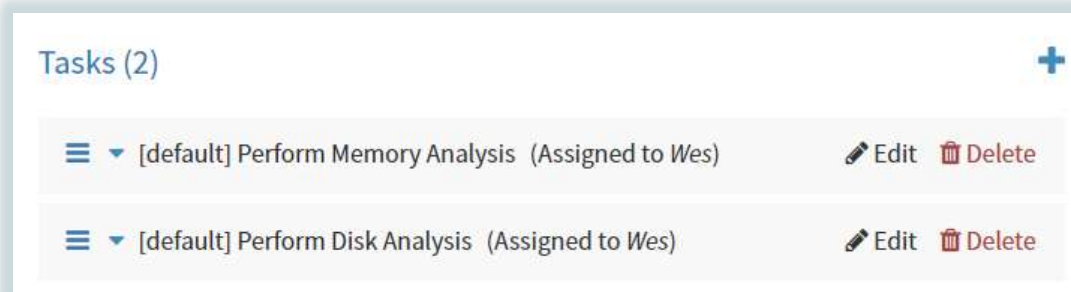 Tasks (2)
[default] Perform Memory Analysis (Assigned to Wes) Edit Delete
[default] Perform Disk Analysis (Assigned to Wes) Edit Delete